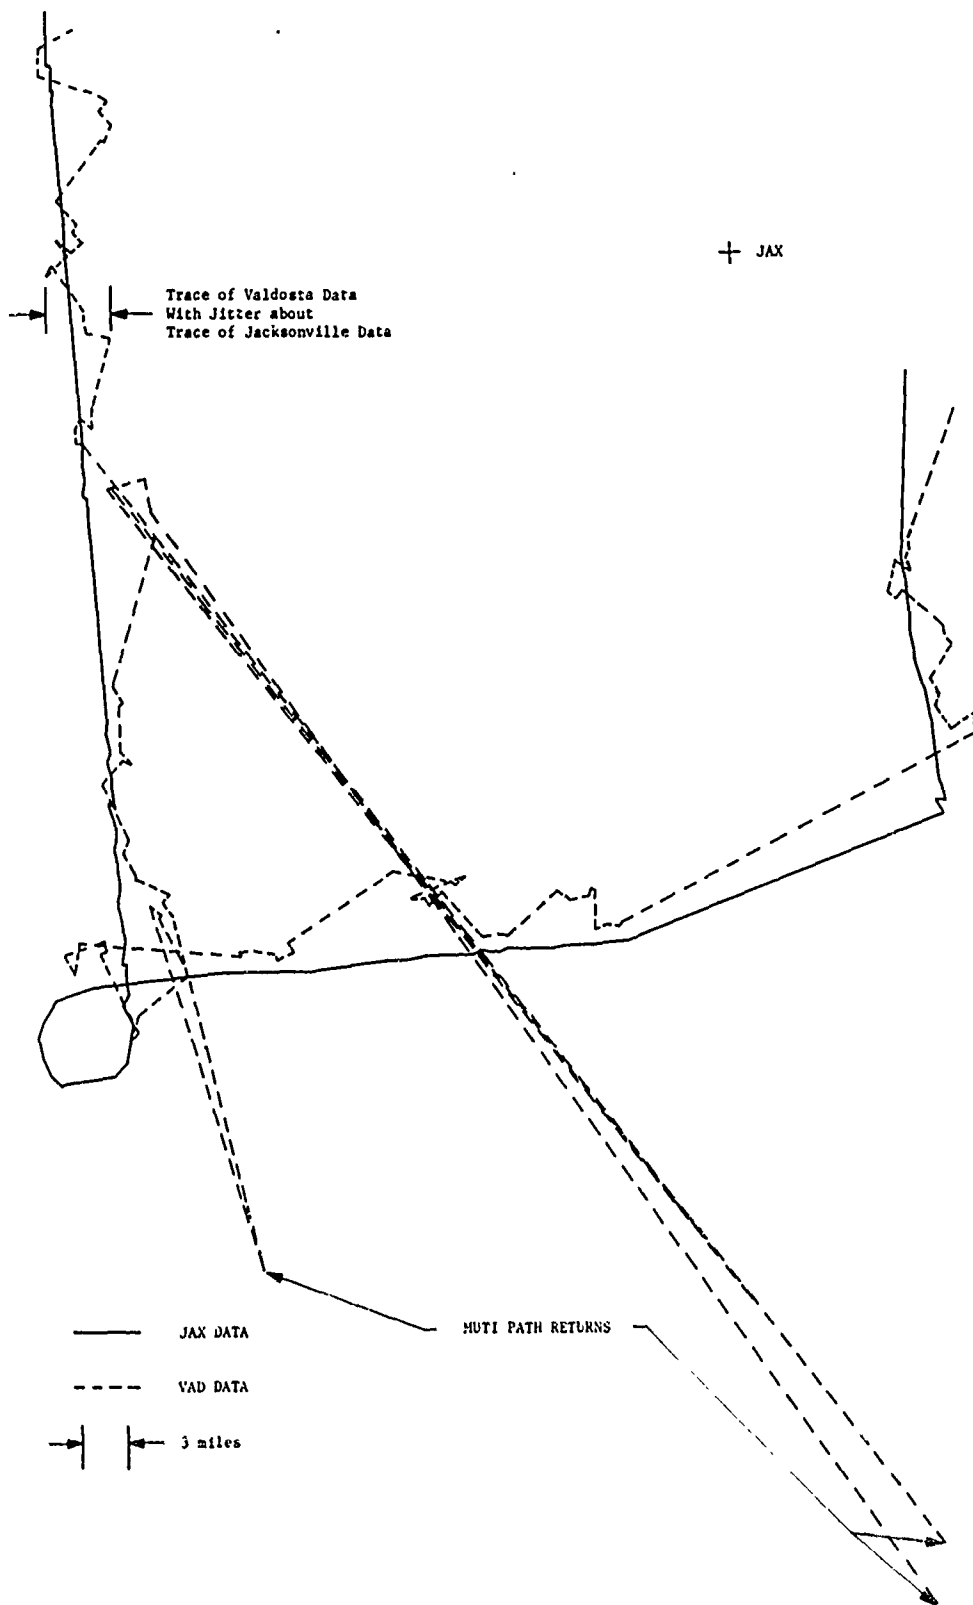 JAX
Trace of Valdosta Data
With Jitter about
Trace of Jacksonville Data
MUTI PATH RETURNS
JAX DATA
VAD DATA
3 miles